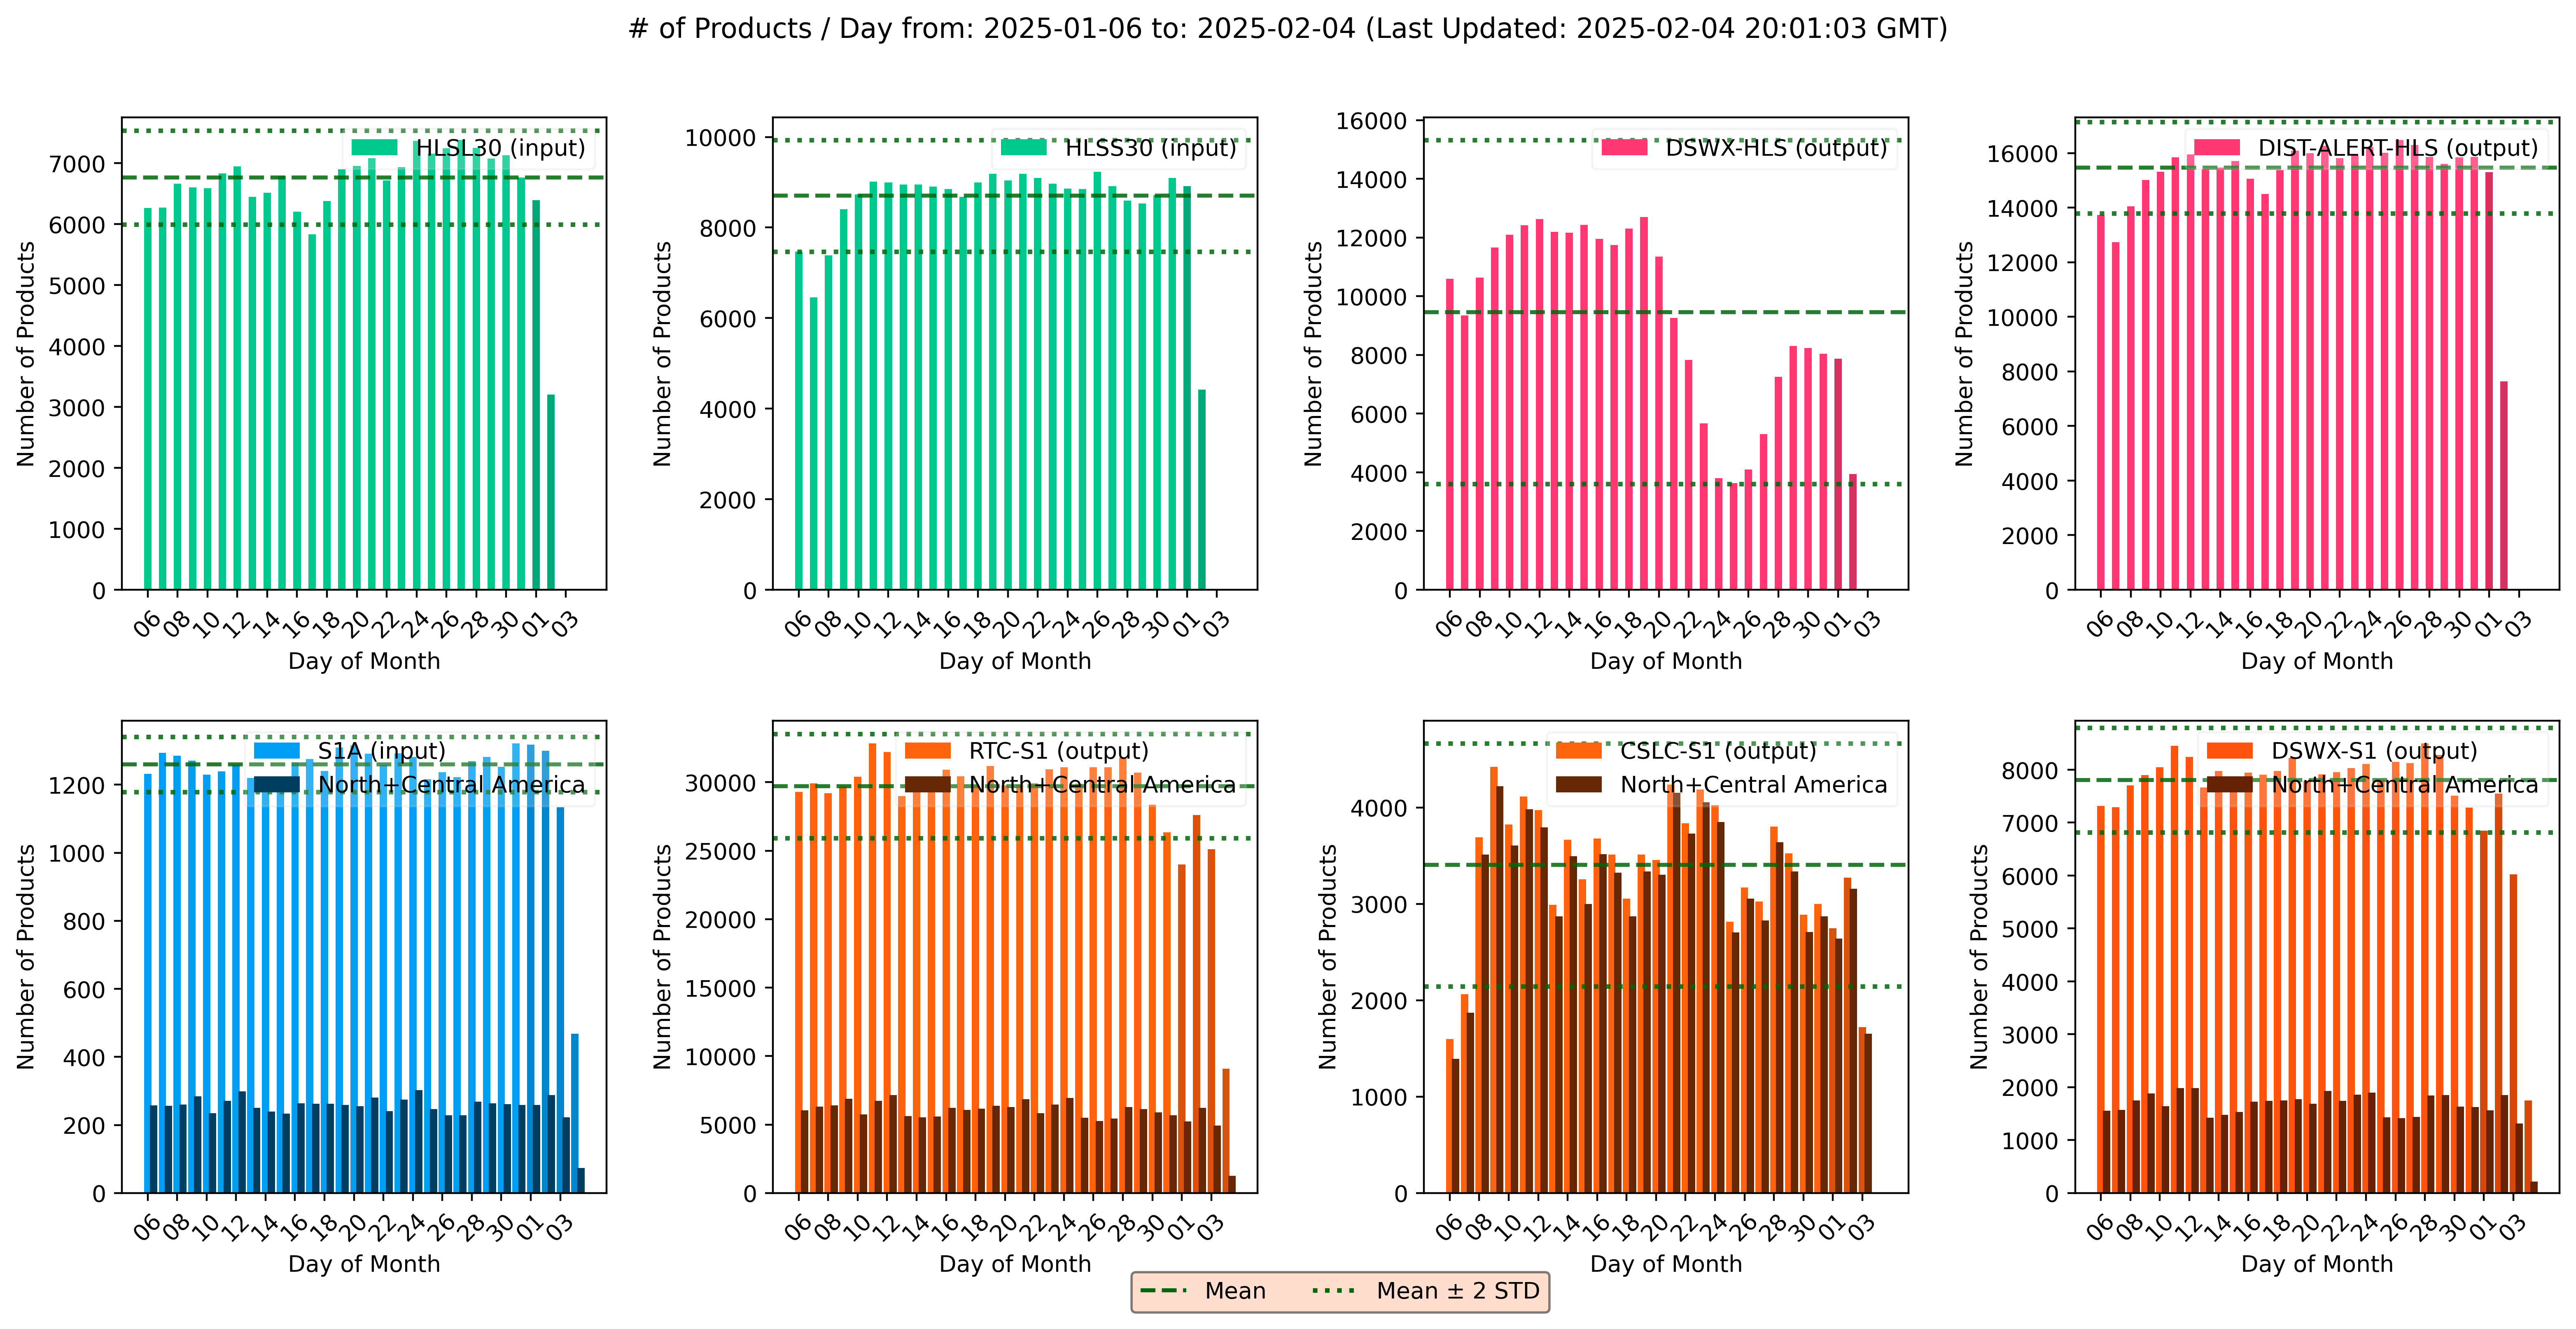 # of Products / Day from: 2025-01-06 to: 2025-02-04 (Last Updated: 2025-02-04 20:01:03 GMT)
HLSL30 (input)
Number of Products
7000
6000
5000
4000
3000
2000
1000
0
06 08 10 12 14 16 18 20 22 24 26 28 30 01 03
Day of Month
HLSS30 (input)
Number of Products
10000
8000
6000
4000
2000
0
06 08 10 12 14 16 18 20 22 24 26 28 30 01 03
Day of Month
DSWX-HLS (output)
Number of Products
16000
14000
12000
10000
8000
6000
4000
2000
0
06 08 10 12 14 16 18 20 22 24 26 28 30 01 03
Day of Month
DIST-ALERT-HLS (output)
Number of Products
16000
14000
12000
10000
8000
6000
4000
2000
0
06 08 10 12 14 16 18 20 22 24 26 28 30 01 03
Day of Month
S1A (input)
North+Central America
Number of Products
1200
1000
800
600
400
200
0
06 08 10 12 14 16 18 20 22 24 26 28 30 01 03
Day of Month
RTC-S1 (output)
North+Central America
Number of Products
30000
25000
20000
15000
10000
5000
0
06 08 10 12 14 16 18 20 22 24 26 28 30 01 03
Day of Month
CSLC-S1 (output)
North+Central America
Number of Products
4000
3000
2000
1000
0
06 08 10 12 14 16 18 20 22 24 26 28 30 01 03
Day of Month
DSWX-S1 (output)
North+Central America
Number of Products
8000
7000
6000
5000
4000
3000
2000
1000
0
06 08 10 12 14 16 18 20 22 24 26 28 30 01 03
Day of Month
Mean
Mean ± 2 STD